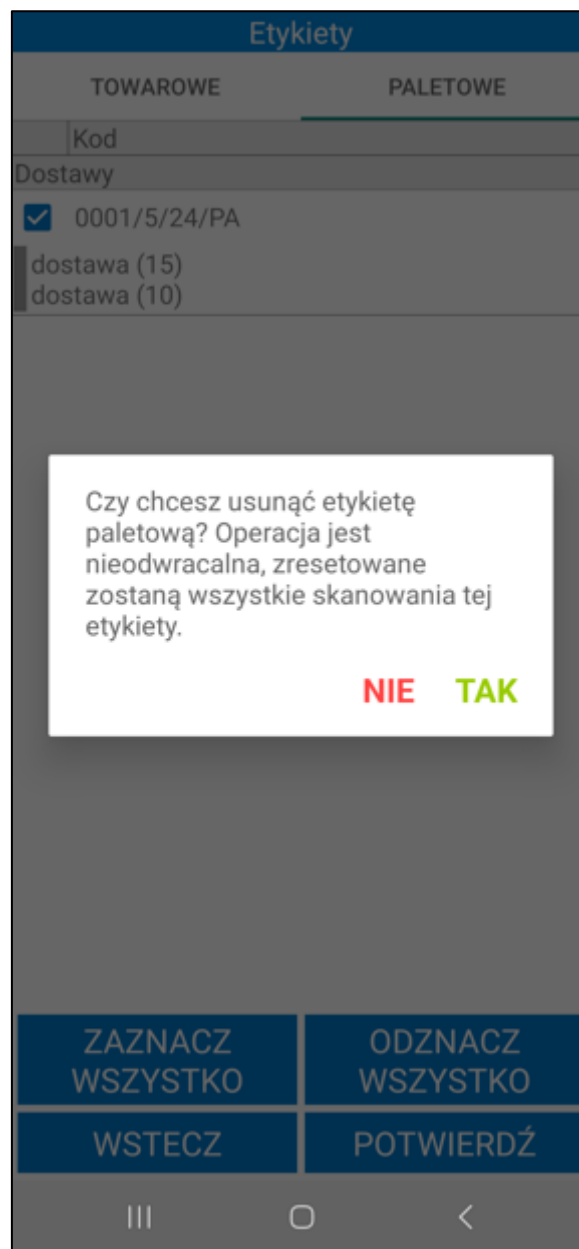 Etykiety
TOWAROWE
PALETOWE
Kod
Dostawy
0001/5/24/PA
dostawa (15)
dostawa (10)
Czy chcesz usunąć etykietę
paletową? Operacja jest
nieodwracalna, zresetowane
zostaną wszystkie skanowania tej
etykiety.
NIE TAK
ZAZNACZ
WSZYSTKO
ODZNACZ
WSZYSTKO
WSTECZ
POTWIERDŹ